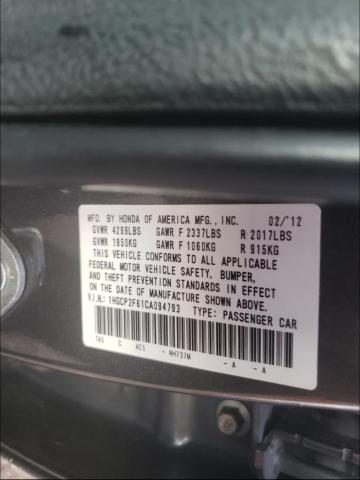 MFD. BY HONDA OF AMERICA MFG., INC. 02/'12
GVWR 4299LBS GAWR F 2337LBS R 2017LBS
GVWR 1950KG GAWR F 1060KG R 915KG
THIS VEHICLE CONFORMS TO ALL APPLICABLE
FEDERAL MOTOR VEHICLE SAFETY, BUMPER,
AND THEFT PREVENTION STANDARDS IN EFFECT ON
THE DATE OF MANUFACTURE SHOWN ABOVE.
V.I.N.: 1HGCP2F61CA094793 TYPE: PASSENGER CAR
C AC5 - NH737M - A - A